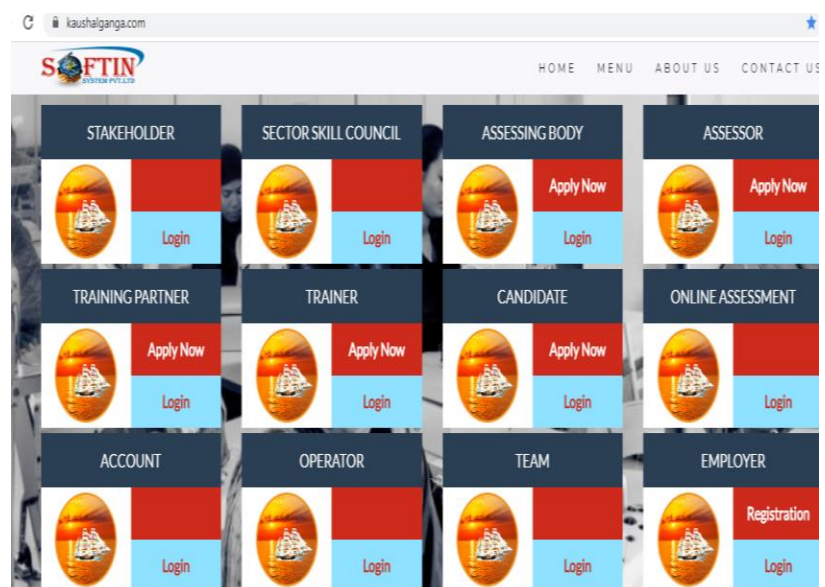 kaushalganga.com
SOFTIN
SYSTEM PVT.LTD
HOME MENU ABOUT US CONTACT US
STAKEHOLDER SECTOR SKILL COUNCIL ASSESSING BODY ASSESSOR
Apply Now Apply Now
Login Login Login Login
TRAINING PARTNER TRAINER CANDIDATE ONLINE ASSESSMENT
Apply Now Apply Now Apply Now
Login Login Login Login
ACCOUNT OPERATOR TEAM EMPLOYER
Registration
Login Login Login Login